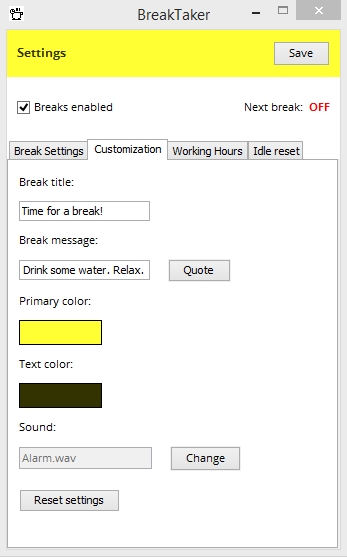 BreakTaker
Settings
Save
Breaks enabled
Next break: OFF
Break Settings
Customization
Working Hours
Idle reset
Break title:
Time for a break!
Break message:
Drink some water. Relax.
Quote
Primary color:
Text color:
Sound:
Alarm.wav
Change
Reset settings